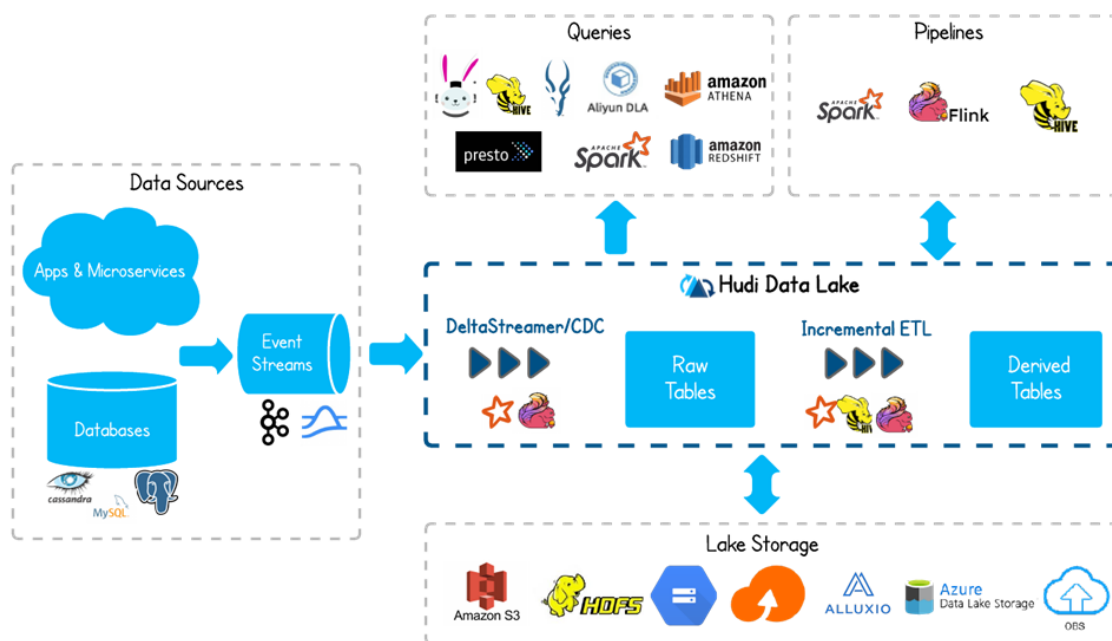 Queries
HIVE
Aliyun DLA
amazon
ATHENA
presto
APACHE
Spark
amazon
REDSHIFT
Pipelines
APACHE
Spark
Flink
HIVE
Data Sources
Apps & Microservices
Event
Streams
Databases
cassandra
MySQL
Hudi Data Lake
DeltaStreamer/CDC
Raw
Tables
Incremental ETL
Derived
Tables
Lake Storage
Amazon S3
HDFS
ALLUXIO
Azure
Data Lake Storage
OBS